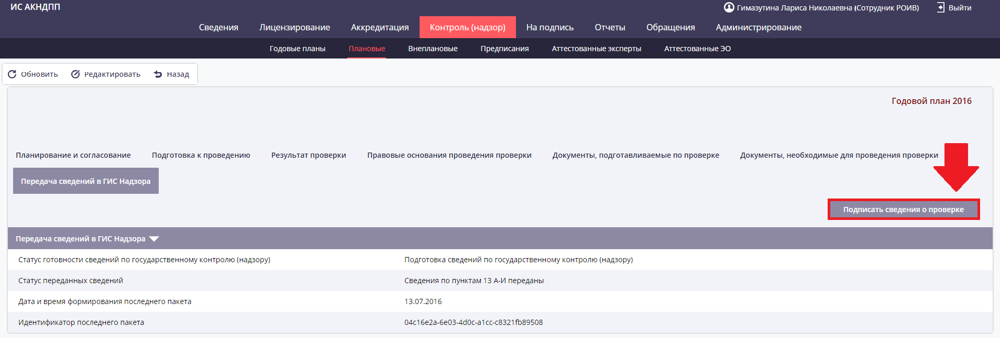 ИС АКНДПП
Гимазутина Лариса Николаевна (Сотрудник РОИВ) Выйти
Сведения Лицензирование Аккредитация Контроль (надзор) На подпись Отчеты Обращения Администрирование
Годовые планы Плановые Внеплановые Предписания Аттестованные эксперты Аттестованные ЭО
Обновить Редактировать Назад
Годовой план 2016
Планирование и согласование Подготовка к проведению Результат проверки Правовые основания проведения проверки Документы, подготавливаемые по проверке Документы, необходимые для проведения проверки
Передача сведений в ГИС Надзора
Подписать сведения о проверке
Передача сведений в ГИС Надзора
Статус готовности сведений по государственному контролю (надзору) Подготовка сведений по государственному контролю (надзору)
Статус переданных сведений Сведения по пунктам 13 А-И переданы
Дата и время формирования последнего пакета 13.07.2016
Идентификатор последнего пакета 04c16e2a-6e03-4d0c-a1cc-c8321fb89508